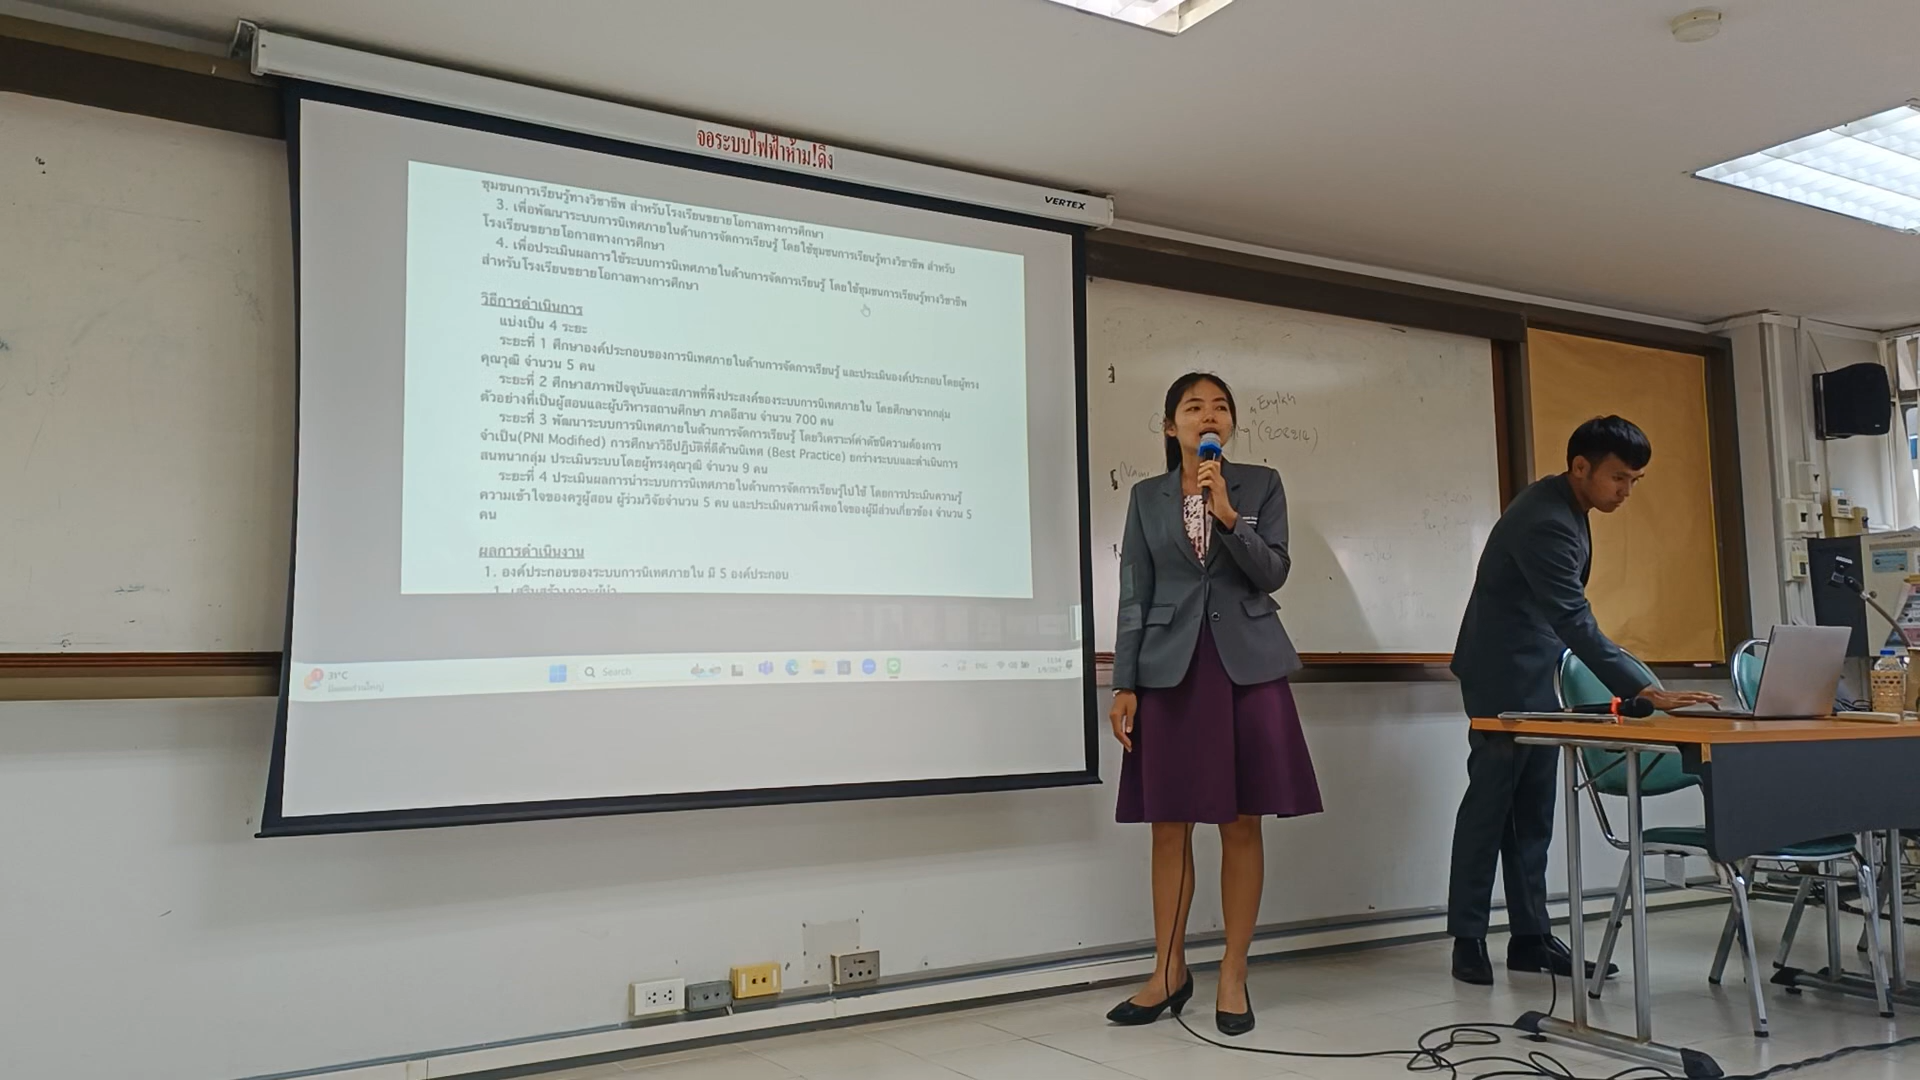 จอระบบไฟฟ้าห้าม!ดึง
VERTEX
ชุมชนการเรียนรู้ทางวิชาชีพ สำหรับโรงเรียนขยายโอกาสทางการศึกษา
3. เพื่อพัฒนาระบบการนิเทศภายในด้านการจัดการเรียนรู้ โดยใช้ชุมชนการเรียนรู้ทางวิชาชีพ สำหรับ
โรงเรียนขยายโอกาสทางการศึกษา
4. เพื่อประเมินผลการใช้ระบบการนิเทศภายในด้านการจัดการเรียนรู้ โดยใช้ชุมชนการเรียนรู้ทางวิชาชีพ
สำหรับโรงเรียนขยายโอกาสทางการศึกษา
วิธีการดำเนินการ
แบ่งเป็น 4 ระยะ
ระยะที่ 1 ศึกษาองค์ประกอบของการนิเทศภายในด้านการจัดการเรียนรู้ และประเมินองค์ประกอบโดยผู้ทรง
คุณวุฒิ จำนวน 5 คน
ระยะที่ 2 ศึกษาสภาพปัจจุบันและสภาพที่พึงประสงค์ของระบบการนิเทศภายใน โดยศึกษาจากกลุ่ม
ตัวอย่างที่เป็นผู้สอนและผู้บริหารสถานศึกษา ภาคอีสาน จำนวน 700 คน
ระยะที่ 3 พัฒนาระบบการนิเทศภายในด้านการจัดการเรียนรู้ โดยวิเคราะห์ค่าดัชนีความต้องการ
จำเป็น(PNI Modified) การศึกษาวิธีปฏิบัติที่ดีด้านนิเทศ (Best Practice) ยกร่างระบบและดำเนินการ
สนทนากลุ่ม ประเมินระบบโดยผู้ทรงคุณวุฒิ จำนวน 9 คน
ระยะที่ 4 ประเมินผลการนำระบบการนิเทศภายในด้านการจัดการเรียนรู้ไปใช้ โดยการประเมินความรู้
ความเข้าใจของครูผู้สอน ผู้ร่วมวิจัยจำนวน 5 คน และประเมินความพึงพอใจของผู้มีส่วนเกี่ยวข้อง จำนวน 5
คน
ผลการดำเนินงาน
1. องค์ประกอบของระบบการนิเทศภายใน มี 5 องค์ประกอบ
31°C
Search
ENG
English